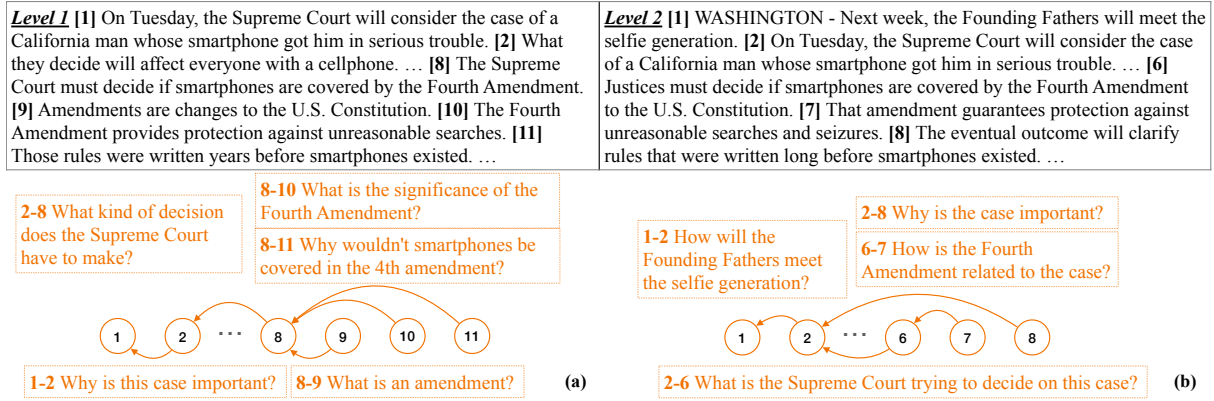 Level 1 [1] On Tuesday, the Supreme Court will consider the case of a
California man whose smartphone got him in serious trouble. [2] What
they decide will affect everyone with a cellphone. … [8] The Supreme
Court must decide if smartphones are covered by the Fourth Amendment.
[9] Amendments are changes to the U.S. Constitution. [10] The Fourth
Amendment provides protection against unreasonable searches. [11]
Those rules were written years before smartphones existed. …
Level 2 [1] WASHINGTON - Next week, the Founding Fathers will meet the
selfie generation. [2] On Tuesday, the Supreme Court will consider the case
of a California man whose smartphone got him in serious trouble. … [6]
Justices must decide if smartphones are covered by the Fourth Amendment
to the U.S. Constitution. [7] That amendment guarantees protection against
unreasonable searches and seizures. [8] The eventual outcome will clarify
rules that were written long before smartphones existed. …
2-8 What kind of decision
does the Supreme Court
have to make?
8-10 What is the significance of the
Fourth Amendment?
8-11 Why wouldn't smartphones be
covered in the 4th amendment?
1 2 … 8 9 10 11
1-2 Why is this case important?
8-9 What is an amendment?
(a)
1-2 How will the
Founding Fathers meet
the selfie generation?
2-8 Why is the case important?
6-7 How is the Fourth
Amendment related to the case?
1 2 … 6 7 8
2-6 What is the Supreme Court trying to decide on this case?
(b)